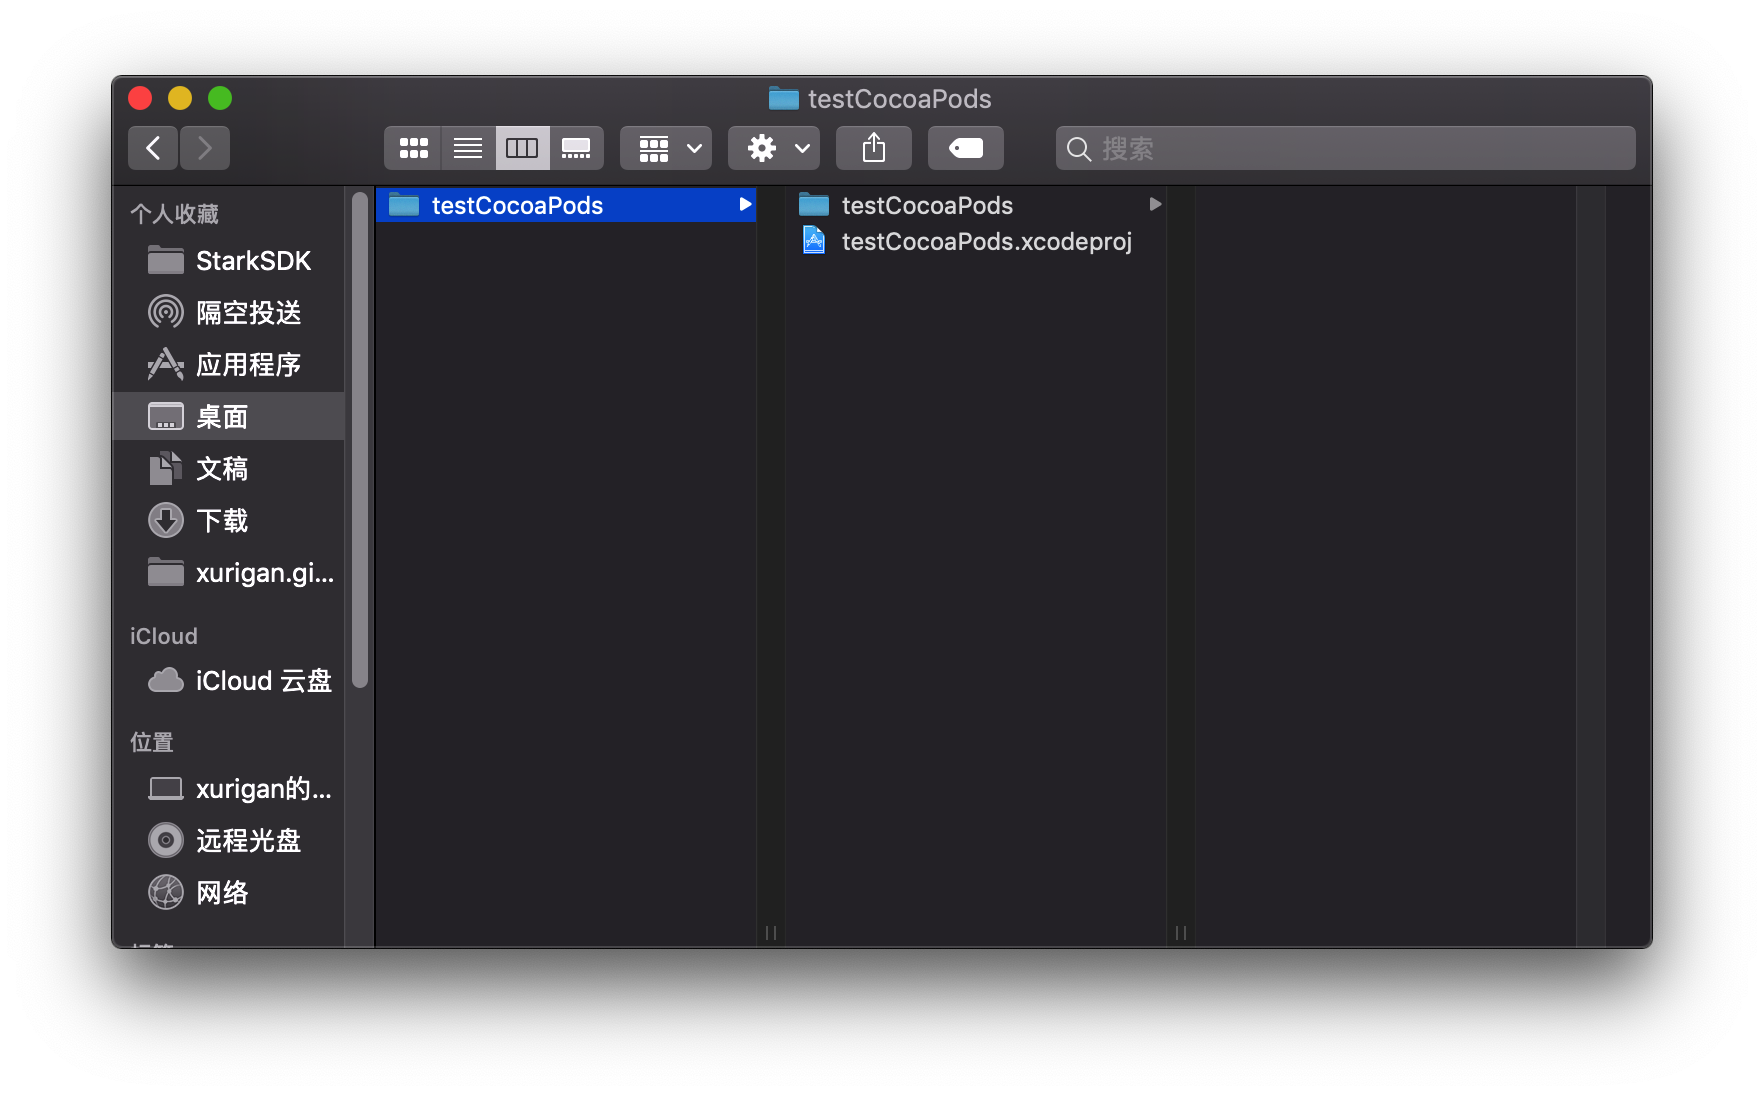 testCocoaPods
搜索
个人收藏
StarkSDK
隔空投送
应用程序
桌面
文稿
下载
xurigan.gi...
iCloud
iCloud 云盘
位置
xurigan的...
远程光盘
网络
testCocoaPods
testCocoaPods
testCocoaPods.xcodeproj